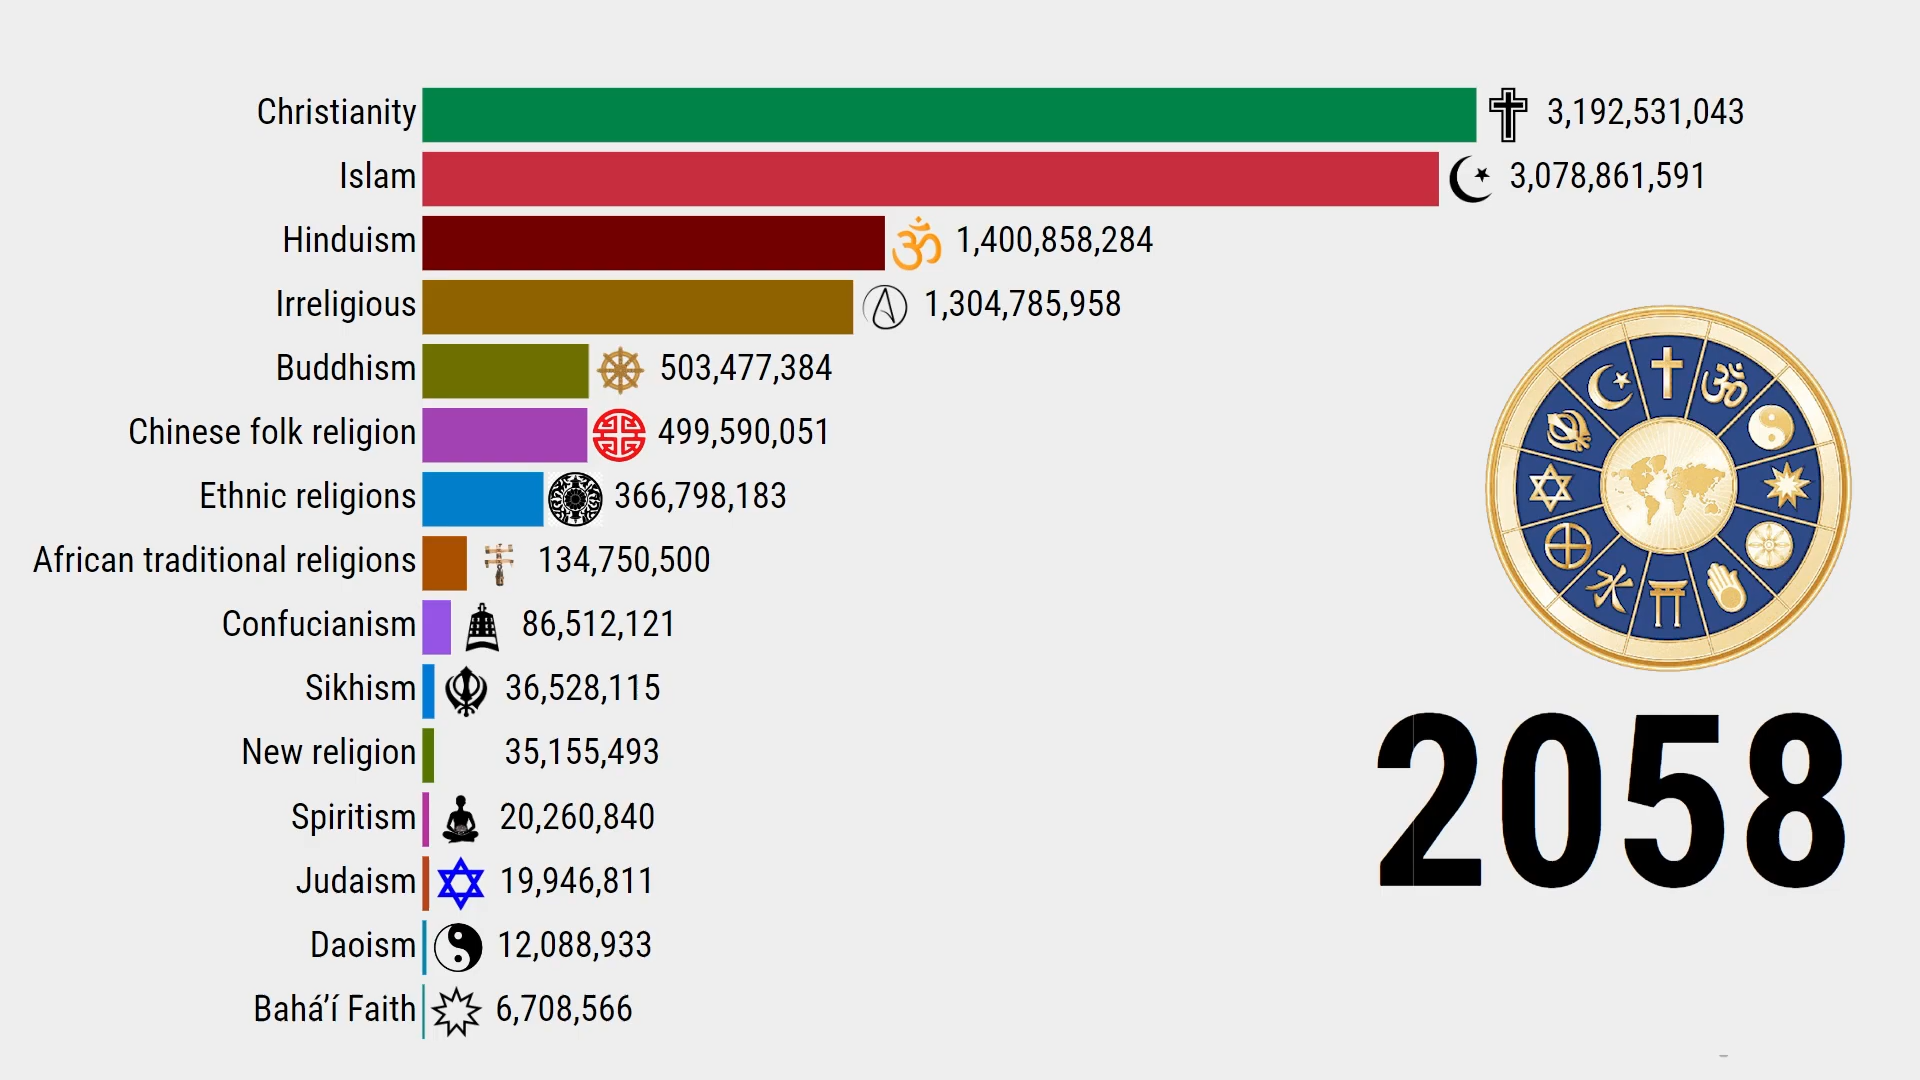 Christianity 3,192,531,043
Islam 3,078,861,591
Hinduism 1,400,858,284
Irreligious 1,304,785,958
Buddhism 503,477,384
Chinese folk religion 499,590,051
Ethnic religions 366,798,183
African traditional religions 134,750,500
Confucianism 86,512,121
Sikhism 36,528,115
New religion 35,155,493
Spiritism 20,260,840
Judaism 19,946,811
Daoism 12,088,933
Bahá’í Faith 6,708,566
2058